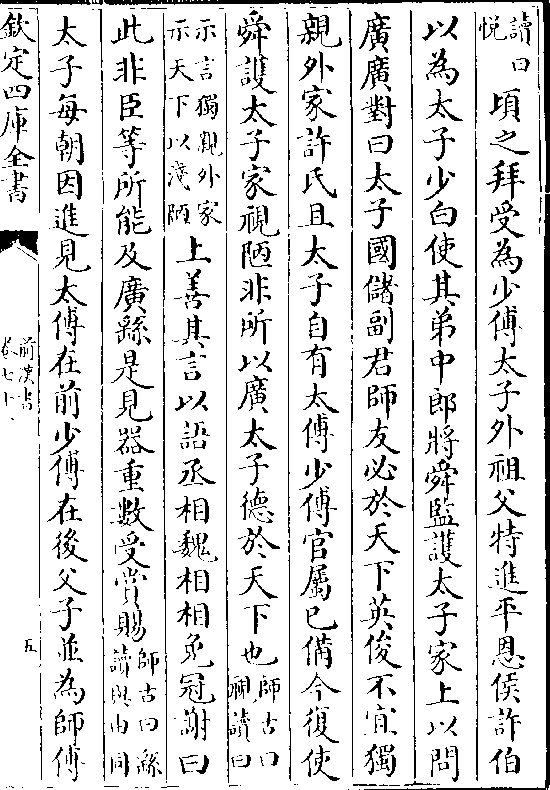 讀曰悅頃之拜受為少傅太子外祖父特進平恩侯許伯
以為太子少白使其弟中郎將舜監護太子家上以問
廣廣對曰太子國儲副君師友必於天下英俊不宜獨
親外家許氏且太子自有太傅少傅官屬已備今復使
舜護太子家視陋非所以廣太子德於天下也師古曰視讀曰
示言獨親外家示天下以淺陋上善其言以語丞相魏相相免冠謝曰
此非臣等所能及廣繇是見器重數受賞賜師古曰繇讀與由同
太子每朝因進見太傅在前少傅在後父子並為師傅
欽定四庫全書
前漢書
卷七十一
五